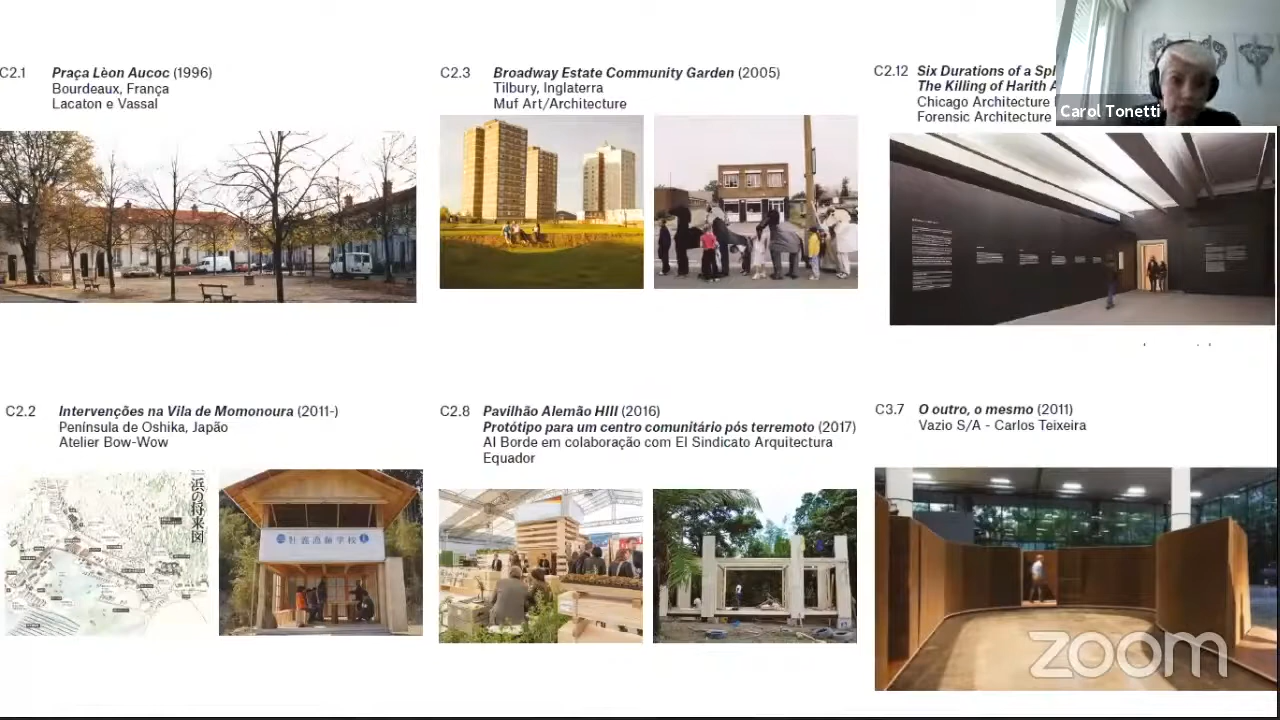 C2.1 Praça Lèon Aucoc (1996)
Bourdeaux, França
Lacaton e Vassal
C2.3 Broadway Estate Community Garden (2005)
Tilbury, Inglaterra
Muf Art/Architecture
C2.12 Six Durations of a
The Killing of Harith
Chicago Architecture
Forensic Architecture
Carol Tonetti
C2.2 Intervenções na Vila de Momonoura (2011-)
Península de Oshika, Japão
Atelier Bow-Wow
C2.8 Pavilhão Alemão HIII (2016)
Protótipo para um centro comunitário pós terremoto (2017)
Al Borde em colaboração com El Sindicato Arquitectura
Equador
C3.7 O outro, o mesmo (2011)
Vazio S/A - Carlos Teixeira
zoom